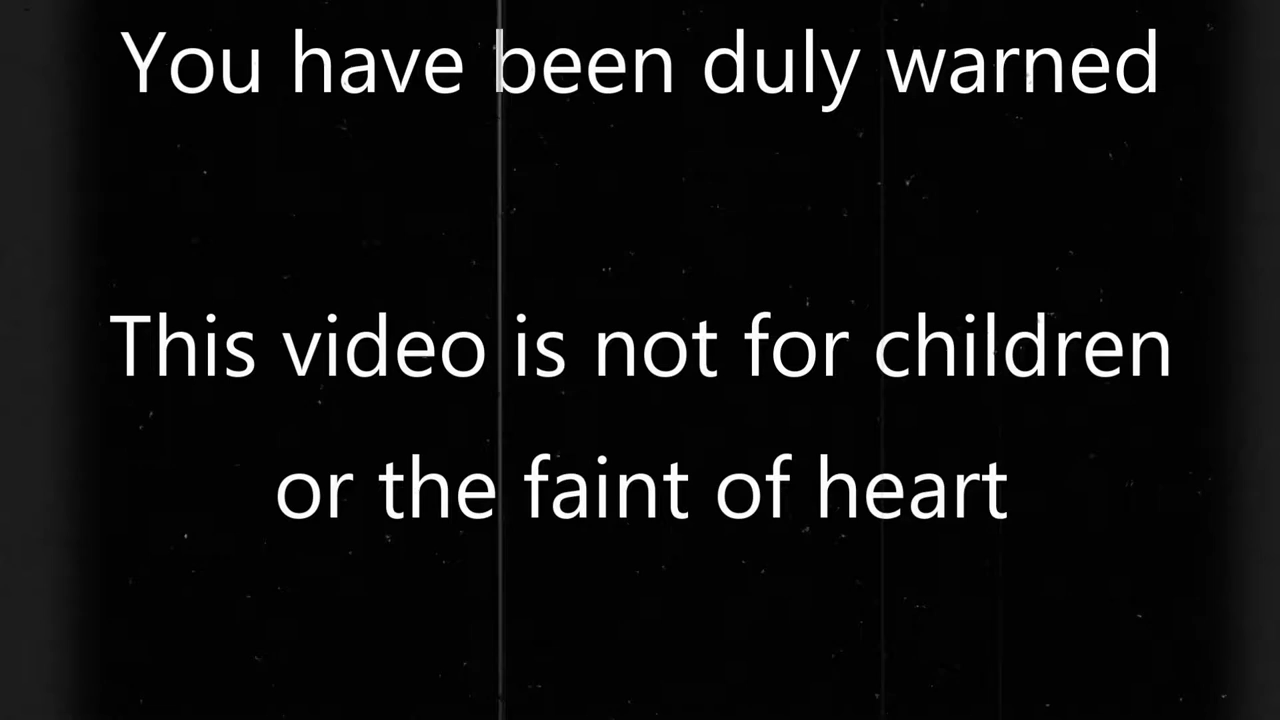 You have been duly warned
This video is not for children
or the faint of heart